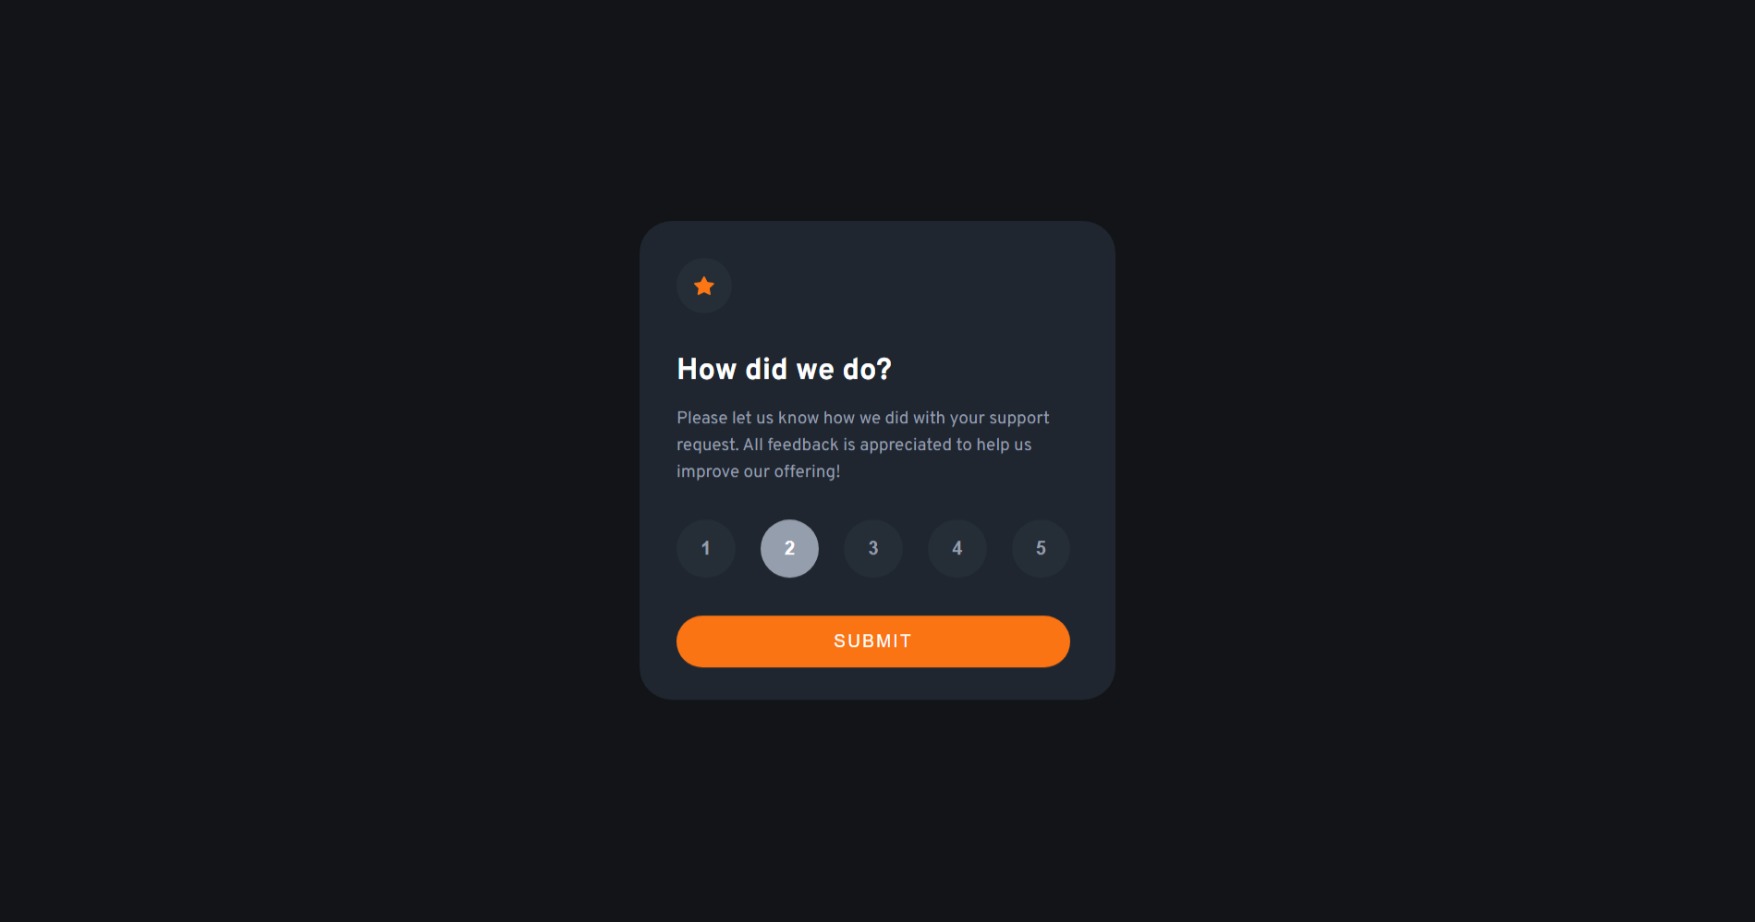 How did we do?
Please let us know how we did with your support
request. All feedback is appreciated to help us
improve our offering!
1 2 3 4 5
SUBMIT